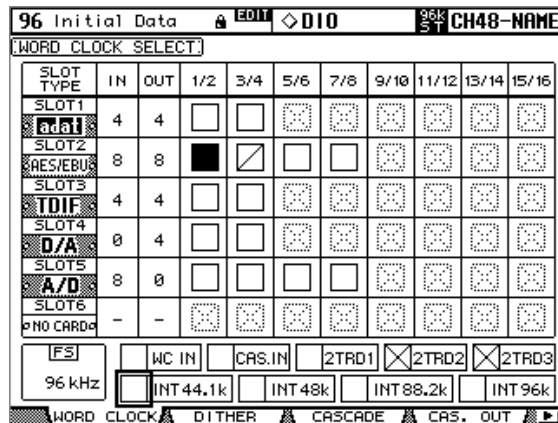 96 Initial Data EDIT ◇DIO 96k ST CH48-NAME
WORD CLOCK SELECT
SLOT TYPE IN OUT 1/2 3/4 5/6 7/8 9/10 11/12 13/14 15/16
SLOT1
adat 4 4
SLOT2
AES/EBU 8 8
SLOT3
TDIF 4 4
SLOT4
D/A 0 4
SLOT5
A/D 8 0
SLOT6
NO CARD - -
FS WC IN CAS.IN 2TRD1 2TRD2 2TRD3
96 kHz INT44.1k INT48k INT88.2k INT96k
WORD CLOCK DITHER CASCADE CAS. OUT